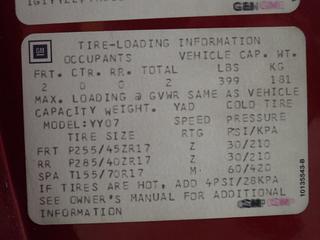 GM
TIRE-LOADING INFORMATION
OCCUPANTS VEHICLE CAP. WT.
FRT. CTR. RR. TOTAL LBS KG
2 0 0 2 399 181
MAX. LOADING @ GVWR SAME AS VEHICLE
CAPACITY WEIGHT. YAD COLD TIRE
MODEL:YY07 SPEED PRESSURE
TIRE SIZE RTG PSI/KPA
FRT P255/45ZR17 Z 30/210
RR P285/40ZR17 Z 30/210
SPA T155/70R17 M 60/420
IF TIRES ARE HOT, ADD 4PSI/28KPA
SEE OWNER'S MANUAL FOR ADDITIONAL
INFORMATION
10135543-B